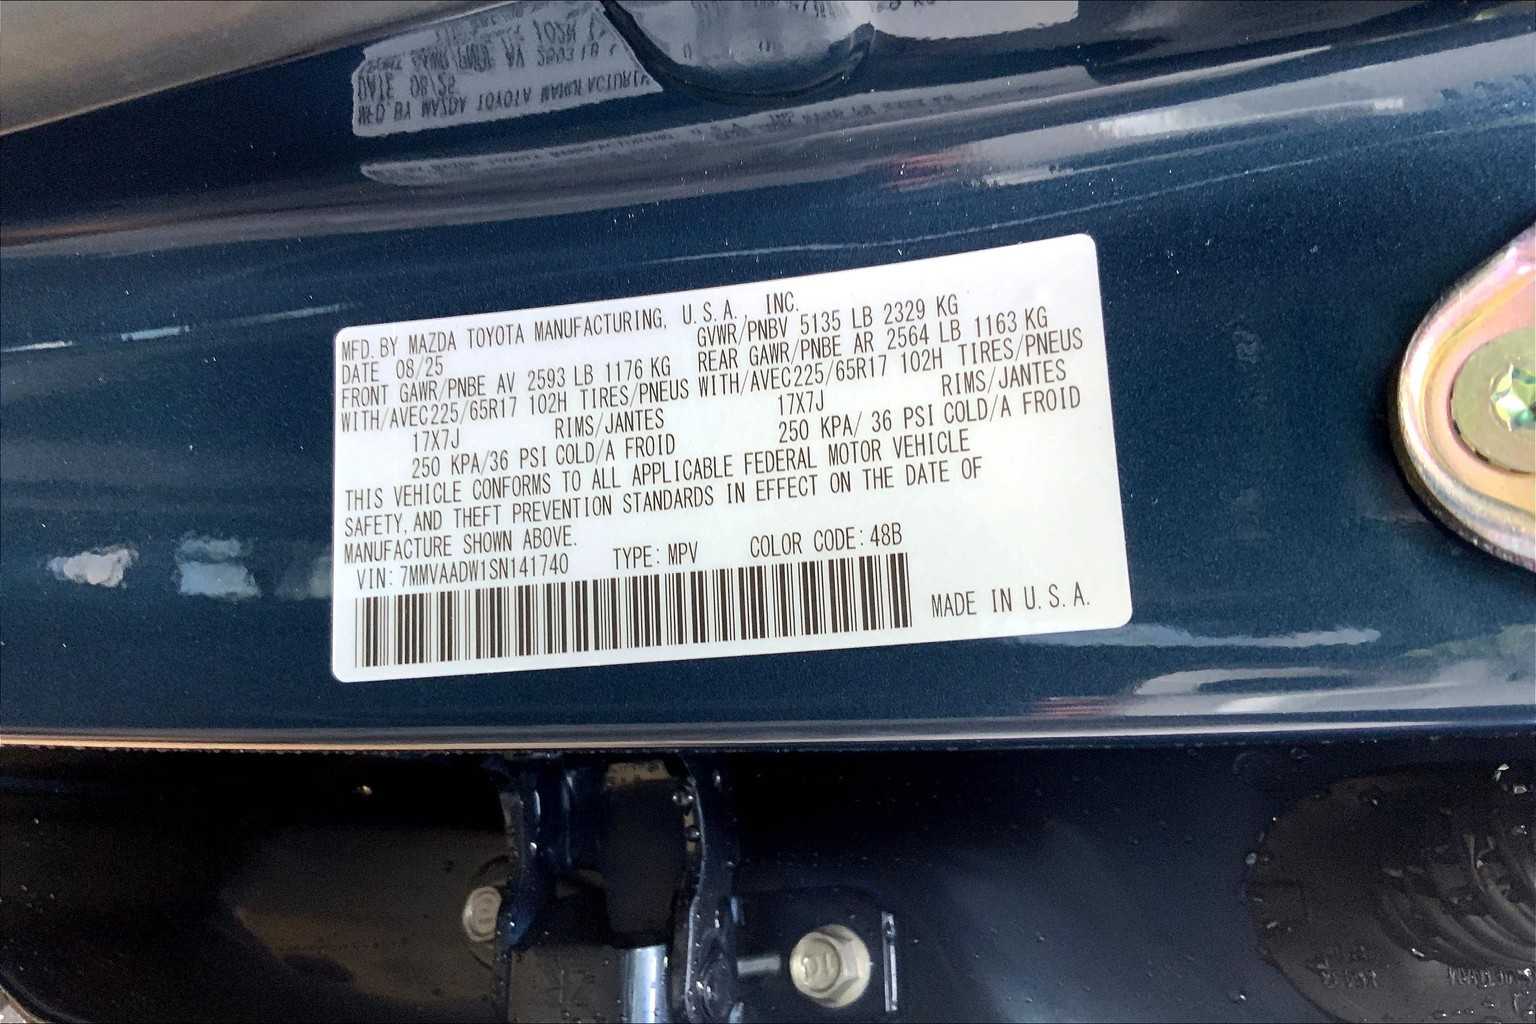 MFD. BY MAZDA TOYOTA MANUFACTURING, U.S.A., INC.
DATE 08/25 GVWR/PNBV 5135 LB 2329 KG
FRONT GAWR/PNBE AV 2593 LB 1176 KG REAR GAWR/PNBE AR 2564 LB 1163 KG
WITH/AVEC225/65R17 102H TIRES/PNEUS WITH/AVEC225/65R17 102H TIRES/PNEUS
17X7J RIMS/JANTES 17X7J RIMS/JANTES
250 KPA/36 PSI COLD/A FROID 250 KPA/ 36 PSI COLD/A FROID
THIS VEHICLE CONFORMS TO ALL APPLICABLE FEDERAL MOTOR VEHICLE
SAFETY, AND THEFT PREVENTION STANDARDS IN EFFECT ON THE DATE OF
MANUFACTURE SHOWN ABOVE.
VIN: 7MMVAADW1SN141740 TYPE: MPV COLOR CODE: 48B
MADE IN U.S.A.